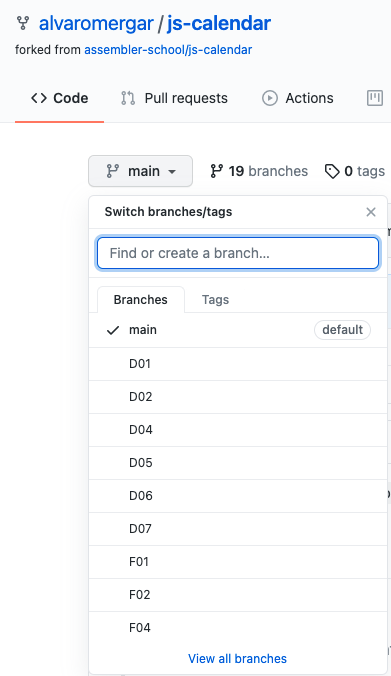 alvaromergar / js-calendar
forked from assembler-school/js-calendar
Code Pull requests Actions
main 19 branches 0 tags
Switch branches/tags
Find or create a branch...
Branches Tags
main default
D01
D02
D04
D05
D06
D07
F01
F02
F04
View all branches